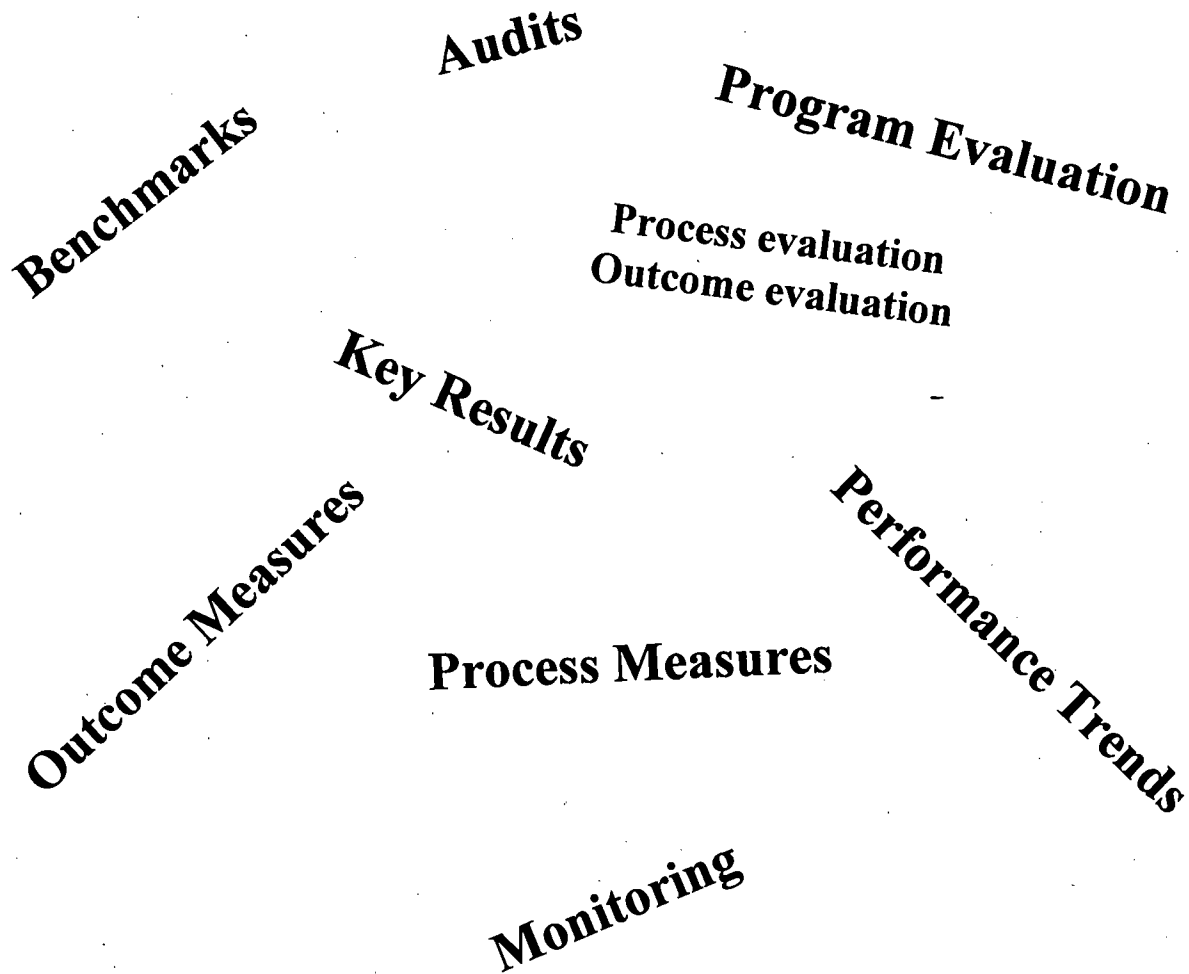 Audits
Program Evaluation
Benchmarks
Process evaluation
Outcome evaluation
Key Results
Performance Trends
Outcome Measures
Process Measures
Monitoring